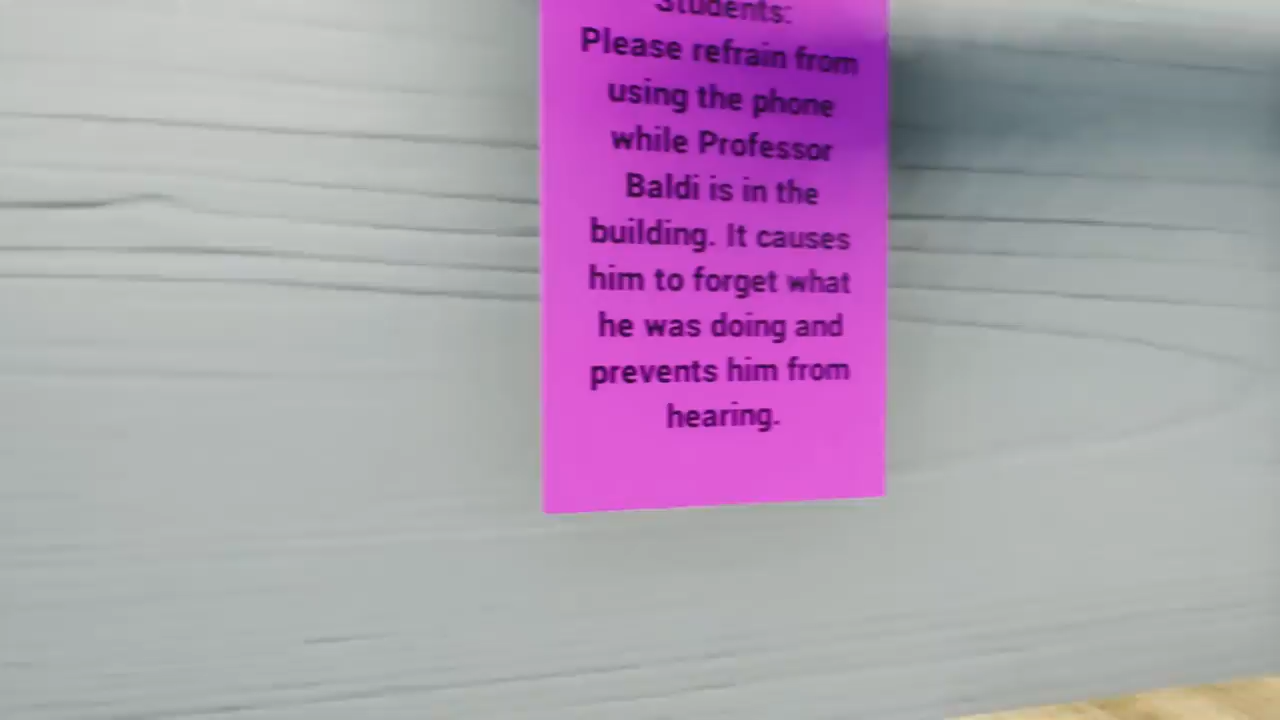 Students:
Please refrain from
using the phone
while Professor
Baldi is in the
building. It causes
him to forget what
he was doing and
prevents him from
hearing.